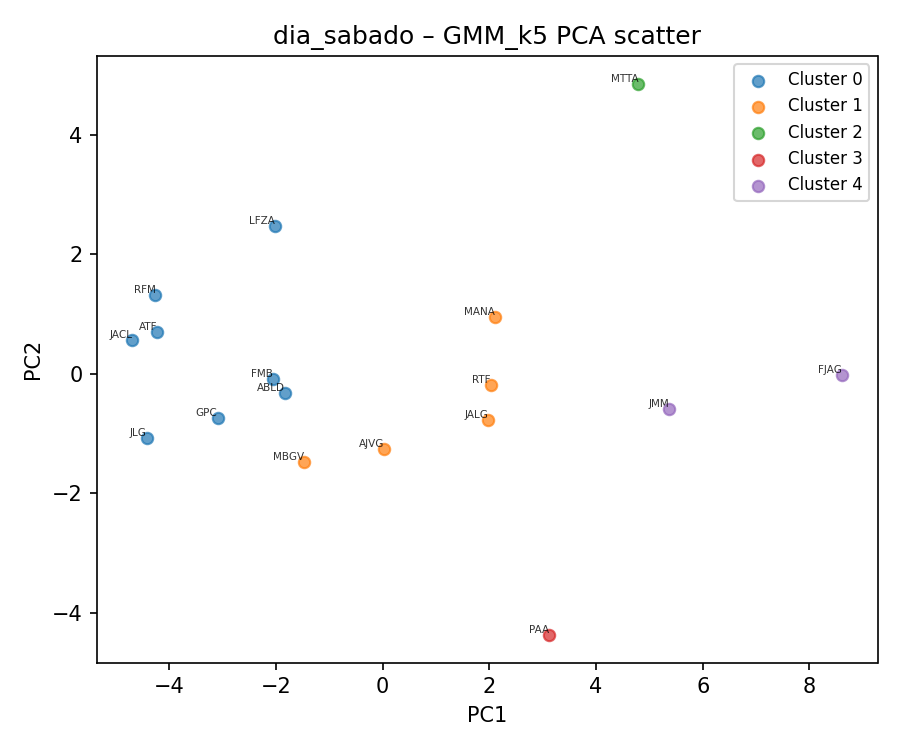 dia_sabado – GMM_k5 PCA scatter
MTTA
Cluster 0
Cluster 1
Cluster 2
Cluster 3
Cluster 4
4
LFZA
2
RFM
ATF
JACL
MANA
FMB
ABLD
RTF
FJAG
0
GPC
JALG
JMM
JLG
AJVG
MBGV
−2
PAA
−4
PC2
−4
−2
0
2
4
6
8
PC1